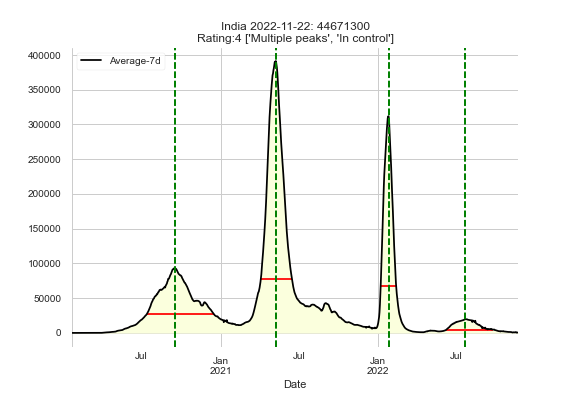 India 2022-11-22: 44671300
Rating:4 ['Multiple peaks', 'In control']
Average-7d
400000
350000
300000
250000
200000
150000
100000
50000
0
Jul
Jan
2021
Jul
Jan
2022
Jul
Date